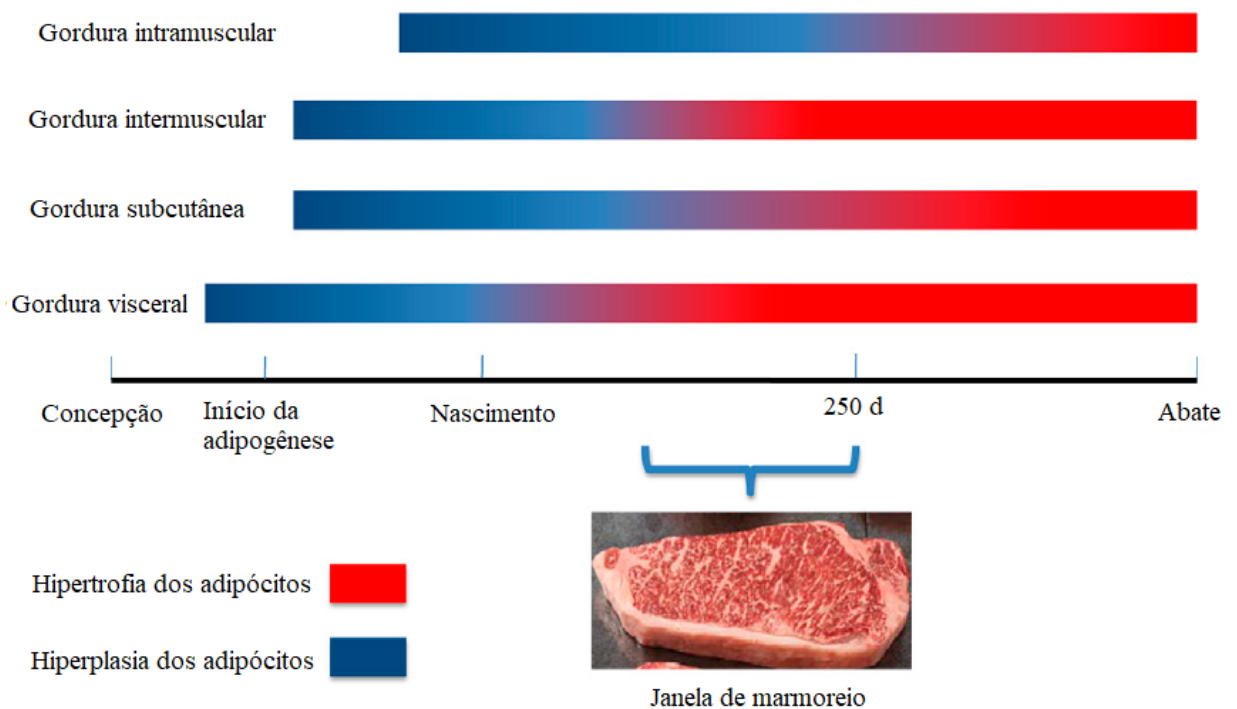 Gordura intramuscular
Gordura intermuscular
Gordura subcutânea
Gordura visceral
Concepção
Início da
adipogênese
Nascimento
250 d
Abate
Hipertrofia dos adipócitos
Hiperplasia dos adipócitos
Janela de marmoreio